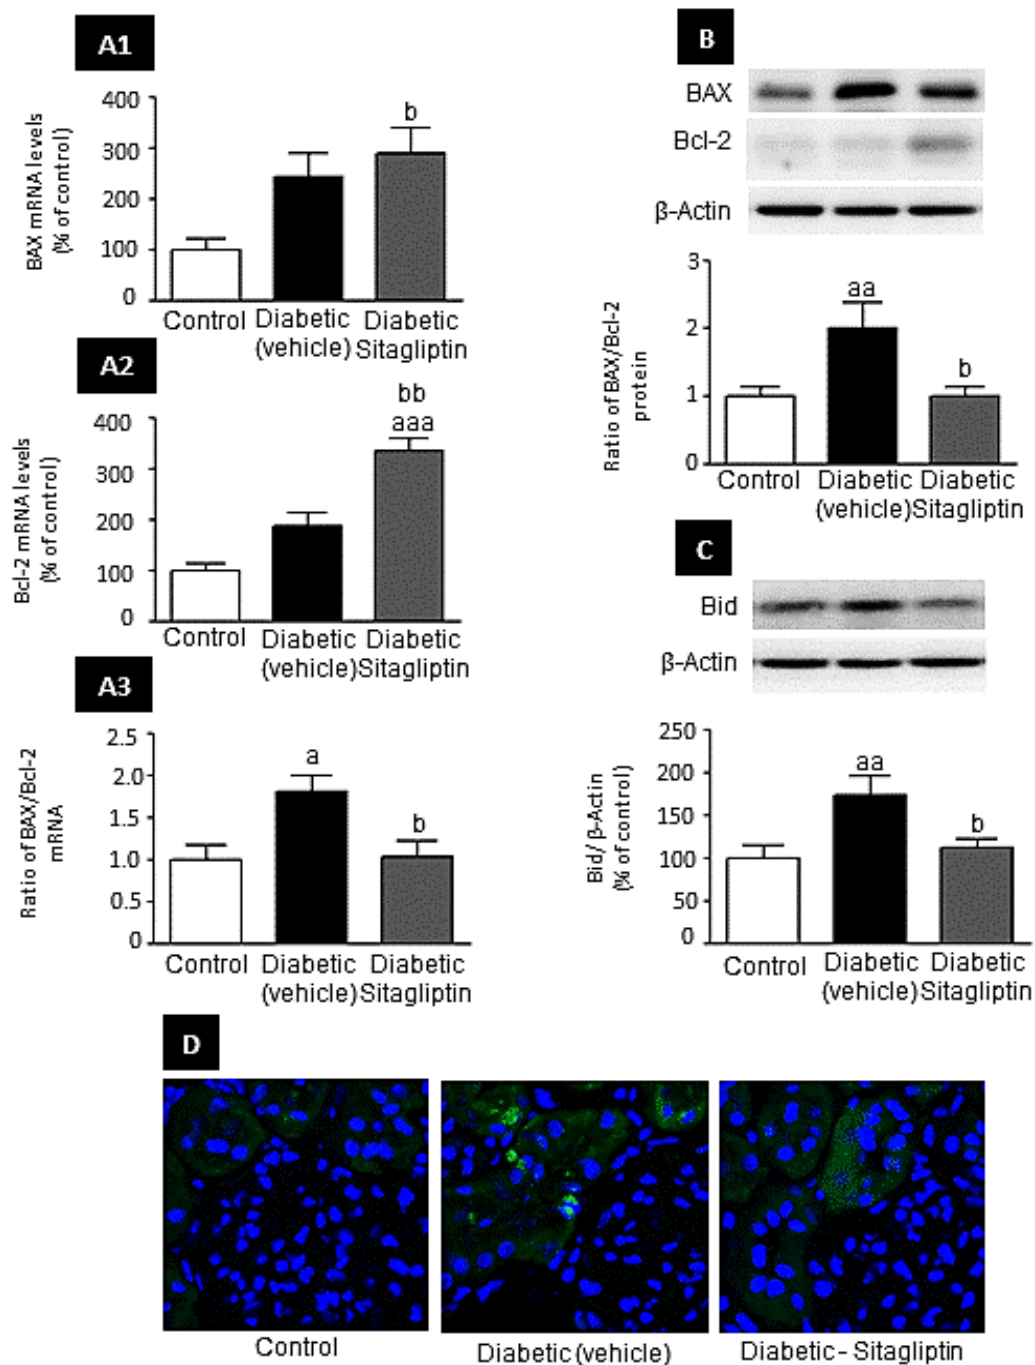 A1
BAX mRNA levels
(% of control)
400
300
200
100
0
b
Control
Diabetic
(vehicle)
Diabetic
Sitagliptin
A2
Bcl-2 mRNA levels
(% of control)
400
300
200
100
0
bb
aaa
Control
Diabetic
(vehicle)
Diabetic
Sitagliptin
A3
Ratio of BAX/Bcl-2
mRNA
2.5
2.0
1.0
0.5
0
a
b
Control
Diabetic
(vehicle)
Diabetic
Sitagliptin
B
BAX
Bcl-2
β-Actin
Ratio of BAX/Bcl-2
protein
3
2
1
0
aa
b
Control
Diabetic
(vehicle)
Diabetic
Sitagliptin
C
Bid
β-Actin
Bid/ β-Actin
(% of control)
250
200
150
100
50
0
aa
b
Control
Diabetic
(vehicle)
Diabetic
Sitagliptin
D
Control
Diabetic (vehicle)
Diabetic - Sitagliptin